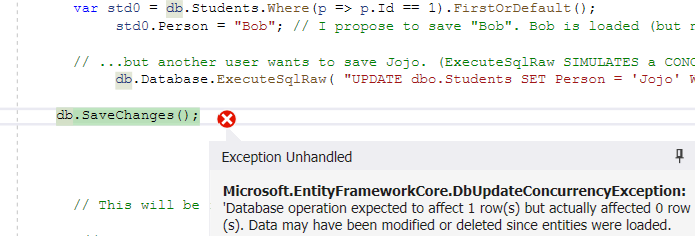 var std0 = db.Students.Where(p => p.Id == 1).FirstOrDefault();
std0.Person = "Bob"; // I propose to save "Bob". Bob is loaded (but
// ...but another user wants to save Jojo. (ExecuteSqlRaw SIMULATES a
db.Database.ExecuteSqlRaw( "UPDATE dbo.Students SET Person = 'Jojo'
db.SaveChanges();
Exception Unhandled
Microsoft.EntityFrameworkCore.DbUpdateConcurrencyException:
'Database operation expected to affect 1 row(s) but actually affected 0 row
(s). Data may have been modified or deleted since entities were loaded.
// This will be